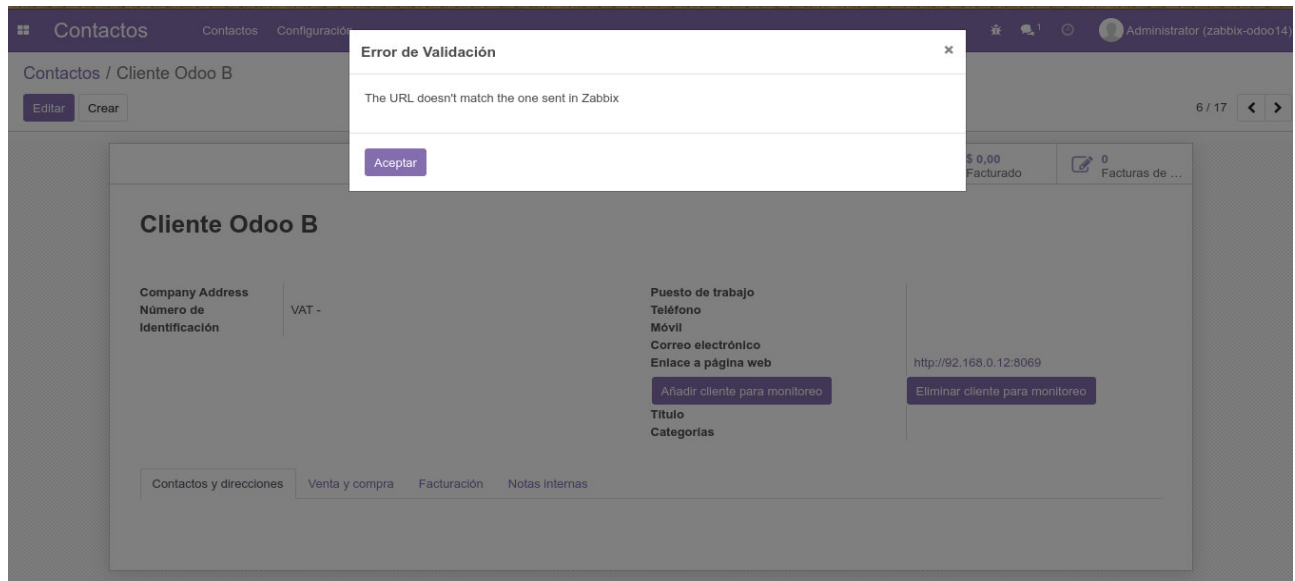 Contactos Contactos Configuración 1 Administrator (zabbix-odoo14)
Contactos / Cliente Odoo B
Editar Crear
6 / 17
Error de Validación ×
The URL doesn't match the one sent in Zabbix
Aceptar
$ 0,00
Facturado
0
Facturas de ...
Cliente Odoo B
Company Address
Número de
Identificación
VAT -
Puesto de trabajo
Teléfono
Móvil
Correo electrónico
Enlace a página web http://92.168.0.12:8069
Añadir cliente para monitoreo Eliminar cliente para monitoreo
Título
Categorías
Contactos y direcciones Venta y compra Facturación Notas internas